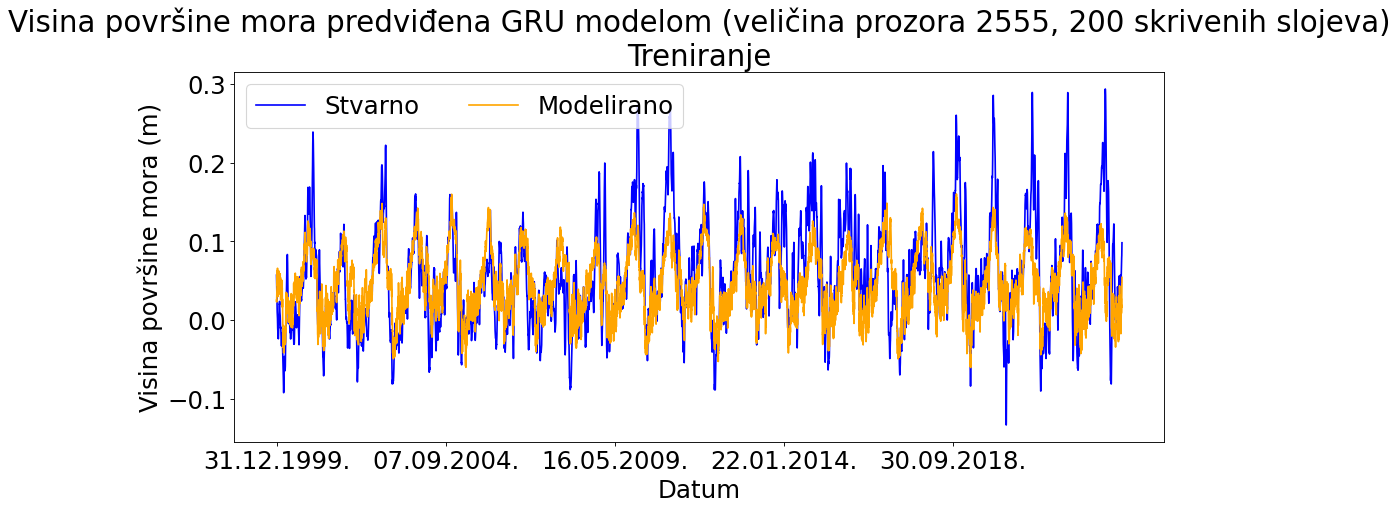 Visina površine mora predviđena GRU modelom (veličina prozora 2555, 200 skrivenih slojeva)
Treniranje
Stvarno Modelirano
Visina površine mora (m)
0.3
0.2
0.1
0.0
−0.1
31.12.1999. 07.09.2004. 16.05.2009. 22.01.2014. 30.09.2018.
Datum